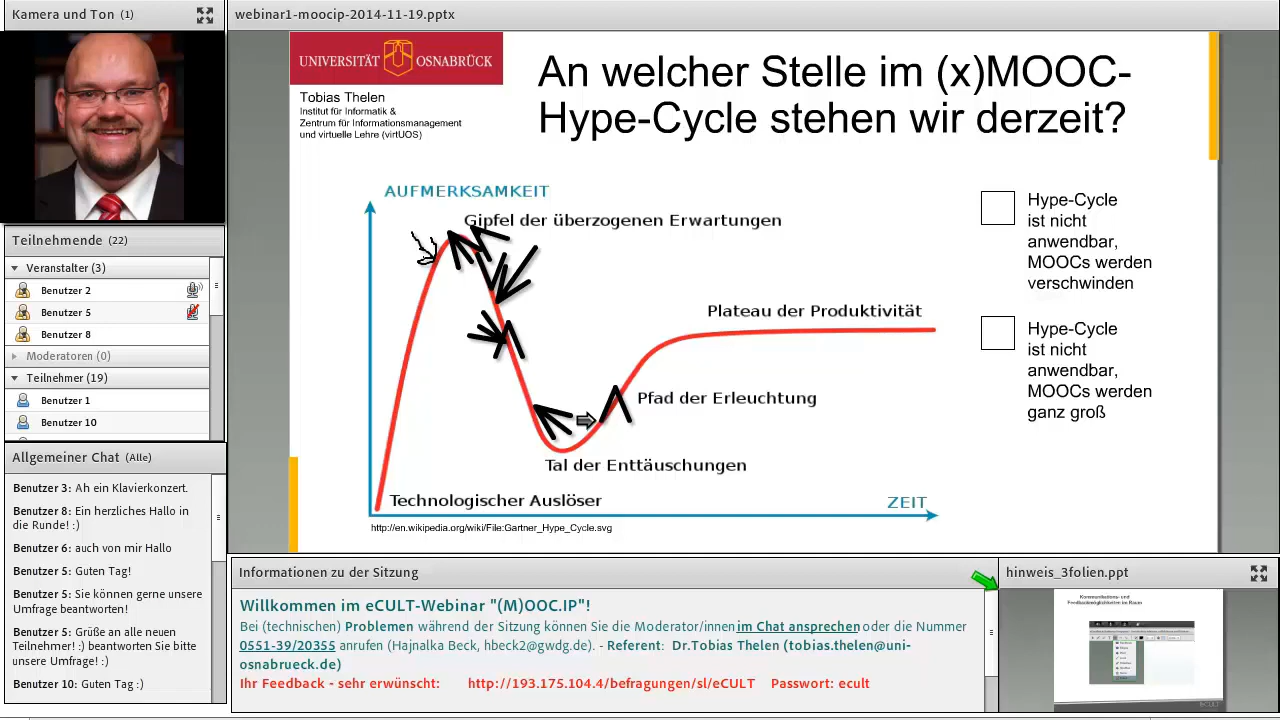 Kamera und Ton (1)
webinar1-moocip-2014-11-19.pptx
UNIVERSITÄT OSNABRÜCK
Tobias Thelen
Institut für Informatik &
Zentrum für Informationsmanagement
und virtuelle Lehre (virtUOS)
An welcher Stelle im (x)MOOC-
Hype-Cycle stehen wir derzeit?
AUFMERKSAMKEIT
Gipfel der überzogenen Erwartungen
Plateau der Produktivität
Pfad der Erleuchtung
Tal der Enttäuschungen
Technologischer Auslöser
ZEIT
http://en.wikipedia.org/wiki/File:Gartner_Hype_Cycle.svg
Hype-Cycle
ist nicht
anwendbar,
MOOCs werden
verschwinden
Hype-Cycle
ist nicht
anwendbar,
MOOCs werden
ganz groß
Teilnehmende (22)
Veranstalter (3)
Benutzer 2
Benutzer 5
Benutzer 8
Moderatoren (0)
Teilnehmer (19)
Benutzer 1
Benutzer 10
Allgemeiner Chat (Alle)
Benutzer 3: Ah ein Klavierkonzert.
Benutzer 8: Ein herzliches Hallo in
die Runde! :)
Benutzer 6: auch von mir Hallo
Benutzer 5: Guten Tag!
Benutzer 5: Sie können gerne unsere
Umfrage beantworten!
Benutzer 5: Grüße an alle neuen
Teilnehmer! :) beantworten Sie bitte
unsere Umfrage! :)
Benutzer 10: Guten Tag :)
Informationen zu der Sitzung
Willkommen im eCULT-Webinar "(M)OOC.IP"!
Bei (technischen) Problemen während der Sitzung können Sie die Moderator/innen im Chat ansprechen oder die Nummer
0551-39/20355 anrufen - Referent: Dr.Tobias Thelen (tobias.thelen@uni-
osnabrueck.de)
Ihr Feedback - sehr erwünscht: http://193.175.104.4/befragungen/sl/eCULT Passwort: ecult
hinweis_3folien.ppt
Kommunikations- und
Feedbackmöglichkeiten im Raum
eCULT